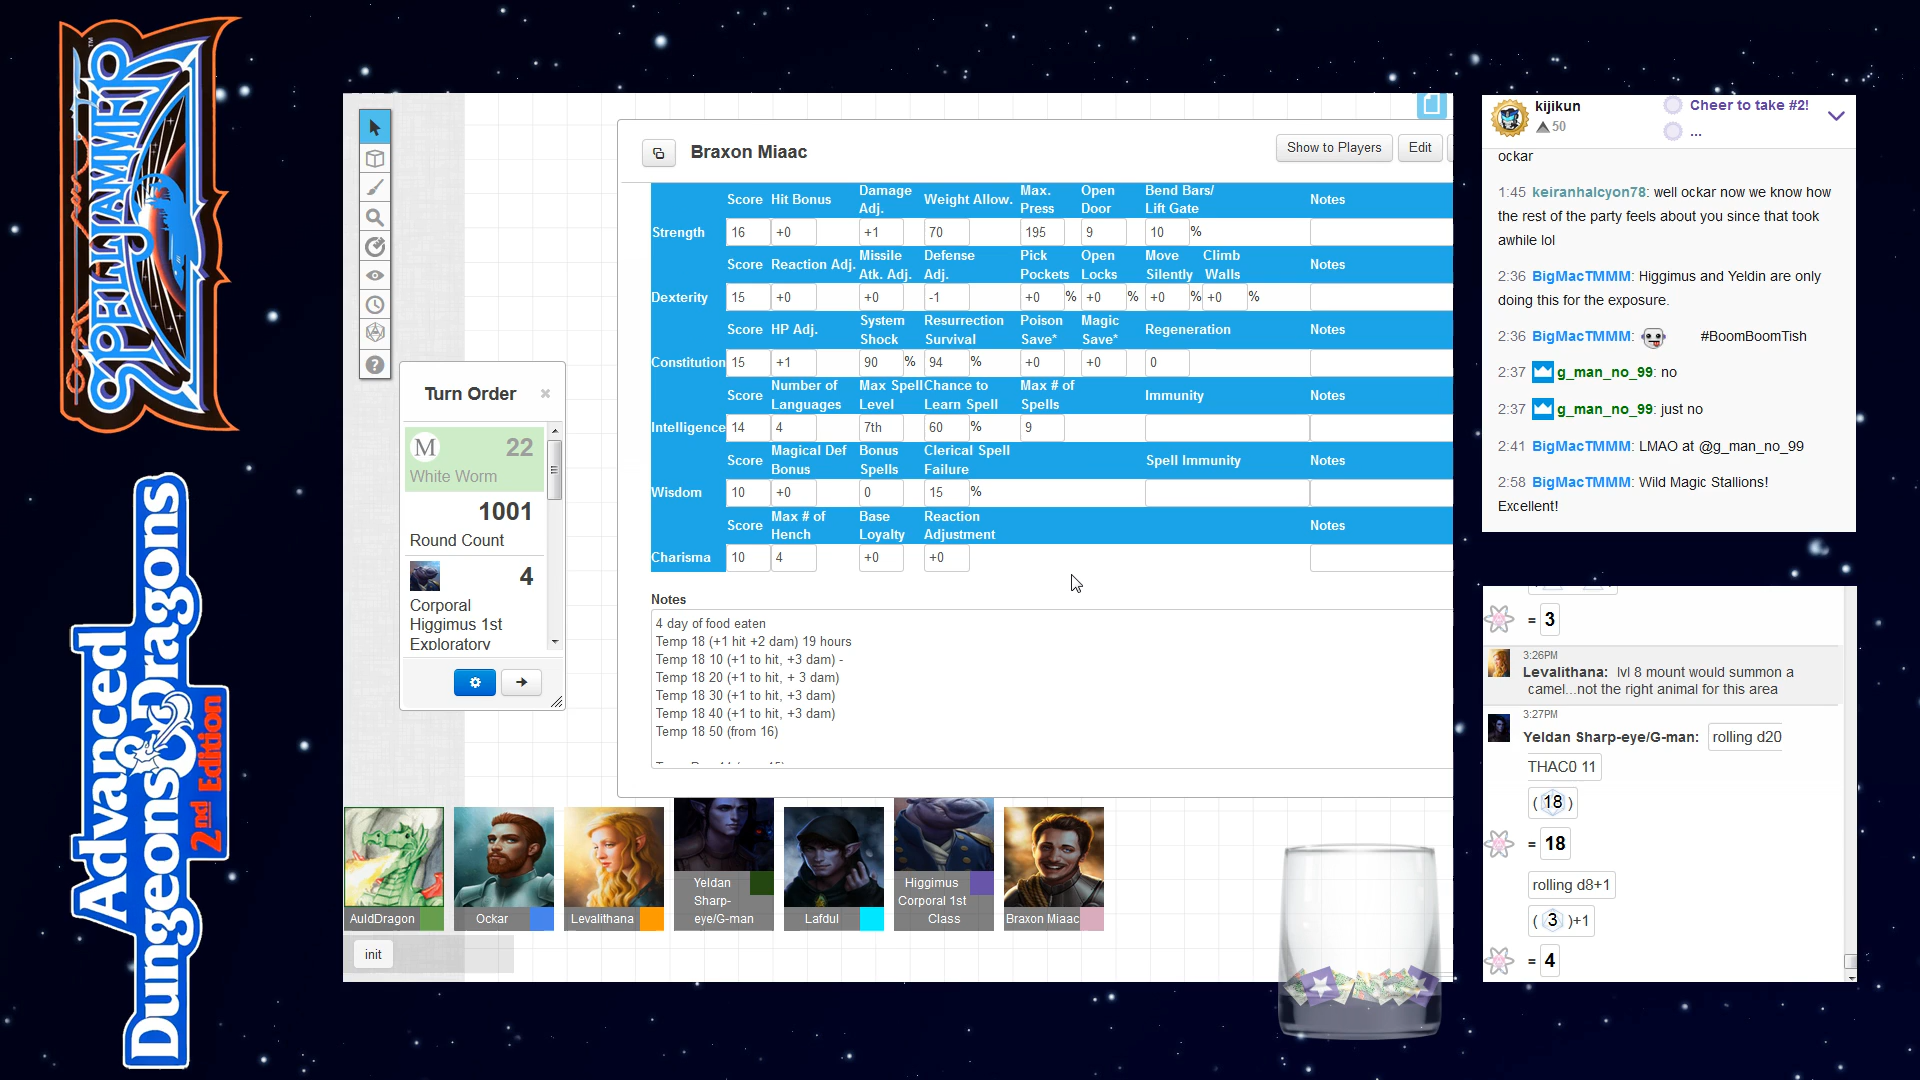 SPELLJAMMER
TM
Advanced
Dungeons & Dragons
2nd Edition
Braxon Miaac
Show to Players
Edit
Score Hit Bonus Damage Adj. Weight Allow. Max. Press Open Door Bend Bars/ Lift Gate Notes
Strength 16 +0 +1 70 195 9 10 %
Score Reaction Adj. Missile Atk. Adj. Defense Adj. Pick Pockets Open Locks Move Silently Climb Walls Notes
Dexterity 15 +0 +0 -1 +0 % +0 % +0 % +0 %
Score HP Adj. System Shock Resurrection Survival Poison Save* Magic Save* Regeneration Notes
Constitution 15 +1 90 % 94 % +0 +0 0
Score Number of Languages Max Spell Level Chance to Learn Spell Max # of Spells Immunity Notes
Intelligence 14 4 7th 60 % 9
Score Magical Def Bonus Bonus Spells Clerical Spell Failure Spell Immunity Notes
Wisdom 10 +0 0 15 %
Score Max # of Hench Base Loyalty Reaction Adjustment Notes
Charisma 10 4 +0 +0
Notes
4 day of food eaten
Temp 18 (+1 hit +2 dam) 19 hours
Temp 18 10 (+1 to hit, +3 dam) -
Temp 18 20 (+1 to hit, + 3 dam)
Temp 18 30 (+1 to hit, +3 dam)
Temp 18 40 (+1 to hit, +3 dam)
Temp 18 50 (from 16)
Turn Order ×
M 22
White Worm
1001
Round Count
4
Corporal
Higgimus 1st
Exploratory
AuldDragon
Ockar
Levalithana
Yeldan
Sharp-
eye/G-man
Lafdul
Higgimus
Corporal 1st
Class
Braxon Miaac
init
kijikun
50
Cheer to take #2!
...
ockar
1:45 keiranhalcyon78: well ockar now we know how
the rest of the party feels about you since that took
awhile lol
2:36 BigMacTMMM: Higgimus and Yeldin are only
doing this for the exposure.
2:36 BigMacTMMM: #BoomBoomTish
2:37 g_man_no_99: no
2:37 g_man_no_99: just no
2:41 BigMacTMMM: LMAO at @g_man_no_99
2:58 BigMacTMMM: Wild Magic Stallions!
Excellent!
= 3
3:26PM
Levalithana: lvl 8 mount would summon a
camel...not the right animal for this area
3:27PM
Yeldan Sharp-eye/G-man: rolling d20
THAC0 11
(18)
= 18
rolling d8+1
(3)+1
= 4